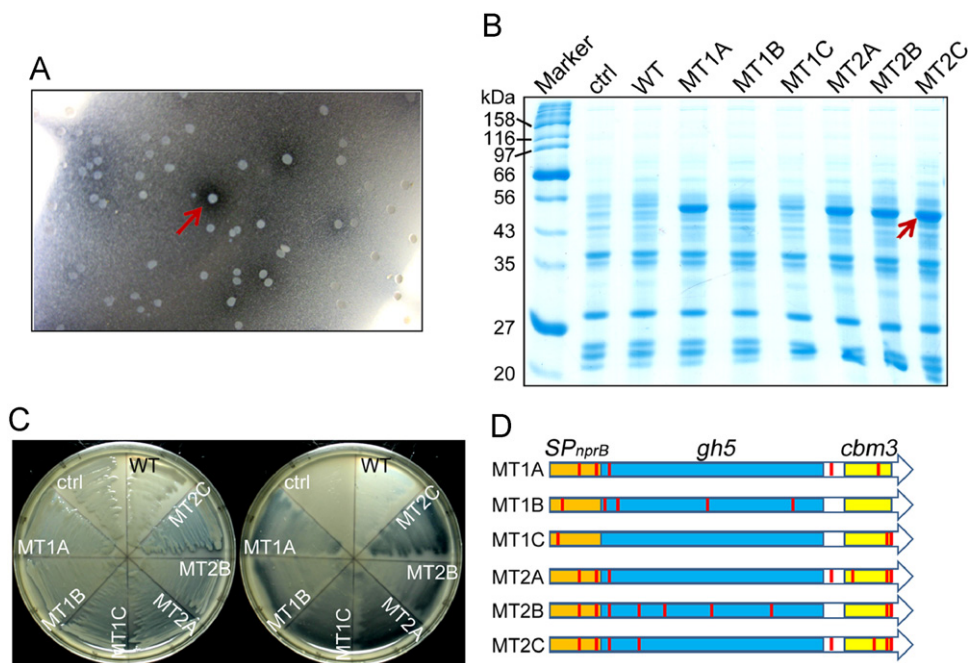 A
B
Marker
ctrl
WT
MT1A
MT1B
MT1C
MT2A
MT2B
MT2C
kDa
158
116
97
66
56
43
35
27
20
C
WT
ctrl
MT2C
MT1A
MT2B
MT1B
MT1C
MT2A
WT
ctrl
MT2C
MT1A
MT2B
MT1B
MT1C
MT2A
D
SPnprB gh5 cbm3
MT1A
MT1B
MT1C
MT2A
MT2B
MT2C